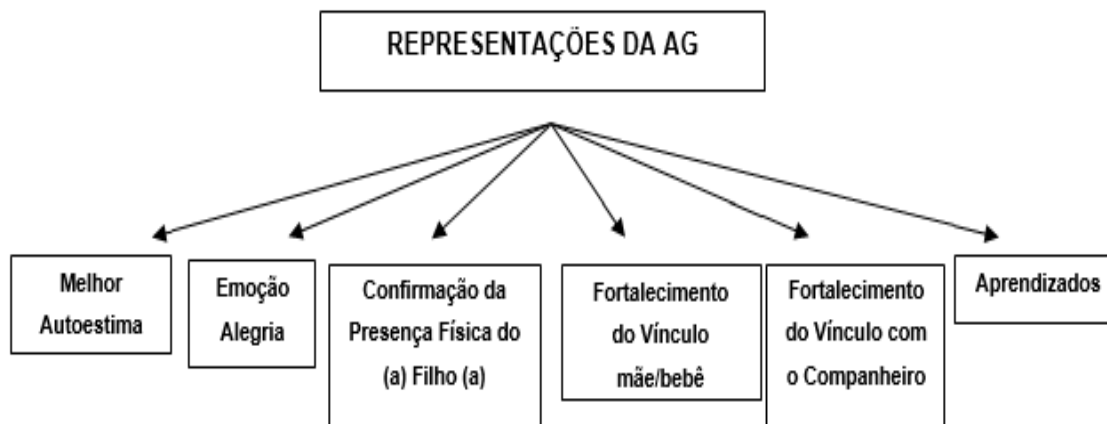 REPRESENTAÇÕES DA AG
Melhor
Autoestima
Emoção
Alegria
Confirmação da
Presença Física do
(a) Filho (a)
Fortalecimento
do Vínculo
mãe/bebê
Fortalecimento
do Vínculo com
o Companheiro
Aprendizados